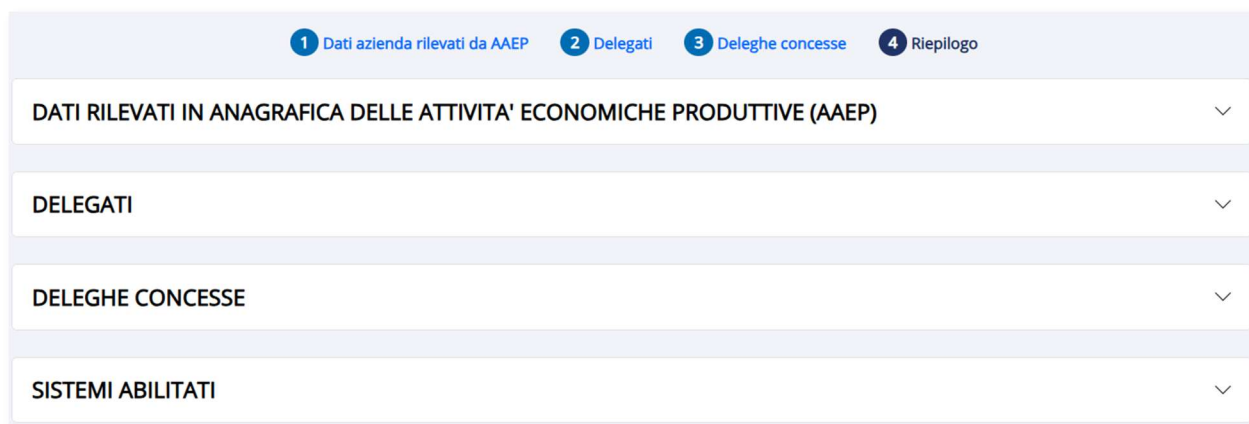 1 Dati azienda rilevati da AAEP 2 Delegati 3 Deleghe concesse 4 Riepilogo
DATI RILEVATI IN ANAGRAFICA DELLE ATTIVITA' ECONOMICHE PRODUTTIVE (AAEP)
DELEGATI
DELEGHE CONCESSE
SISTEMI ABILITATI